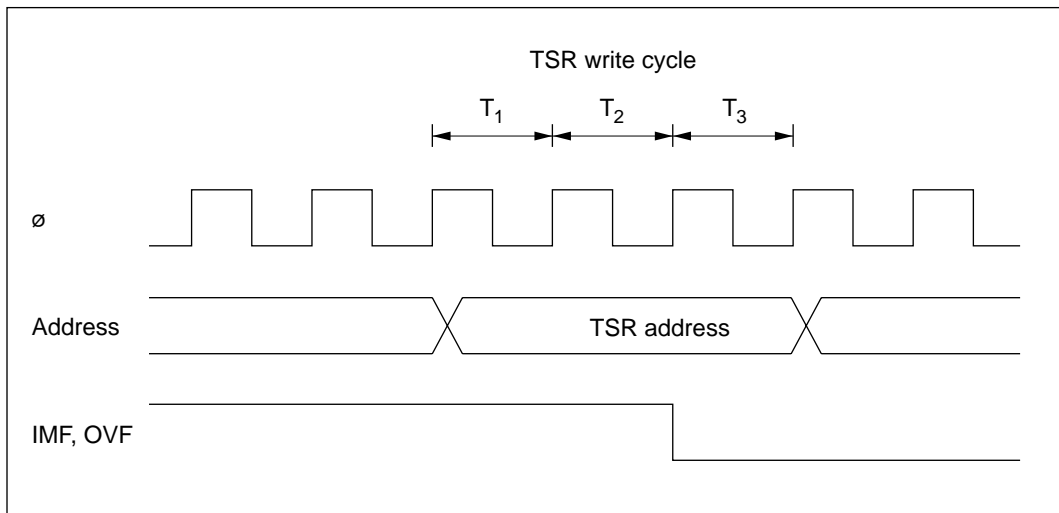 TSR write cycle
T1 T2 T3
ø
Address
TSR address
IMF, OVF